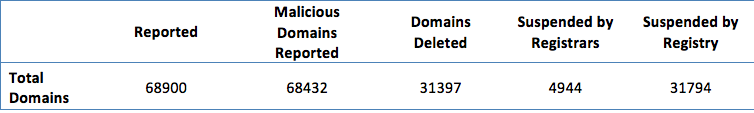 Reported
Malicious
Domains
Reported
Domains
Deleted
Suspended by
Registrars
Suspended by
Registry
Total
Domains
68900
68432
31397
4944
31794